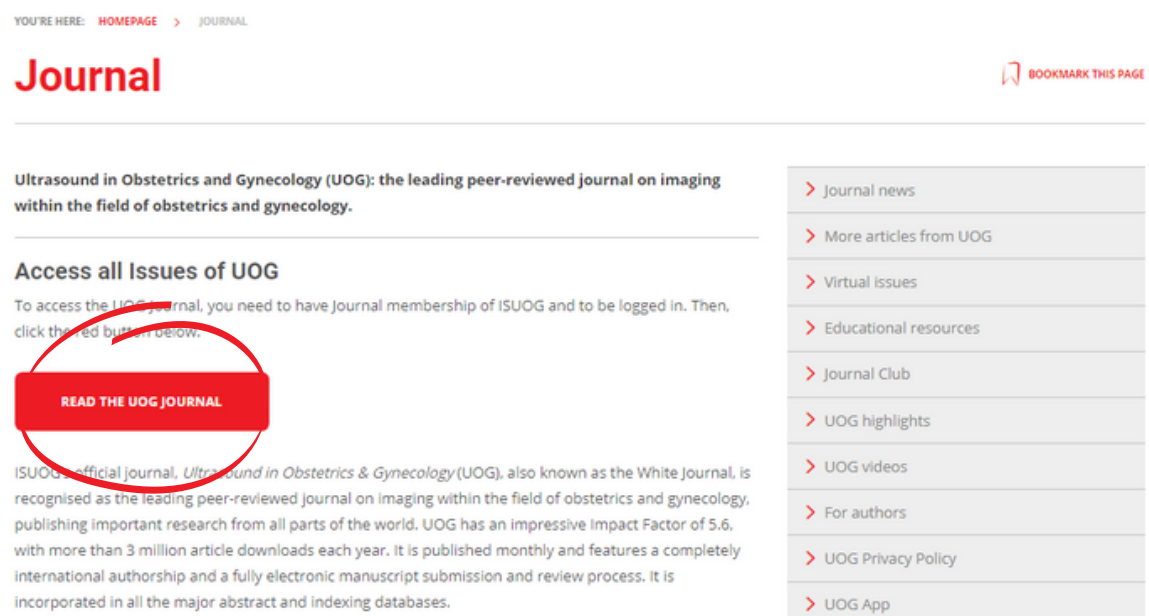 YOU'RE HERE: HOMEPAGE > JOURNAL
Journal
BOOKMARK THIS PAGE
Ultrasound in Obstetrics and Gynecology (UOG): the leading peer-reviewed journal on imaging
within the field of obstetrics and gynecology.
Access all Issues of UOG
To access the UOG Journal, you need to have Journal membership of ISUOG and to be logged in. Then,
click the red button below.
READ THE UOG JOURNAL
ISUOG's official journal, Ultrasound in Obstetrics & Gynecology (UOG), also known as the White Journal, is
recognised as the leading peer-reviewed journal on imaging within the field of obstetrics and gynecology,
publishing important research from all parts of the world. UOG has an impressive Impact Factor of 5.6,
with more than 3 million article downloads each year. It is published monthly and features a completely
international authorship and a fully electronic manuscript submission and review process. It is
incorporated in all the major abstract and indexing databases.
Journal news
More articles from UOG
Virtual issues
Educational resources
Journal Club
UOG highlights
UOG videos
For authors
UOG Privacy Policy
UOG App